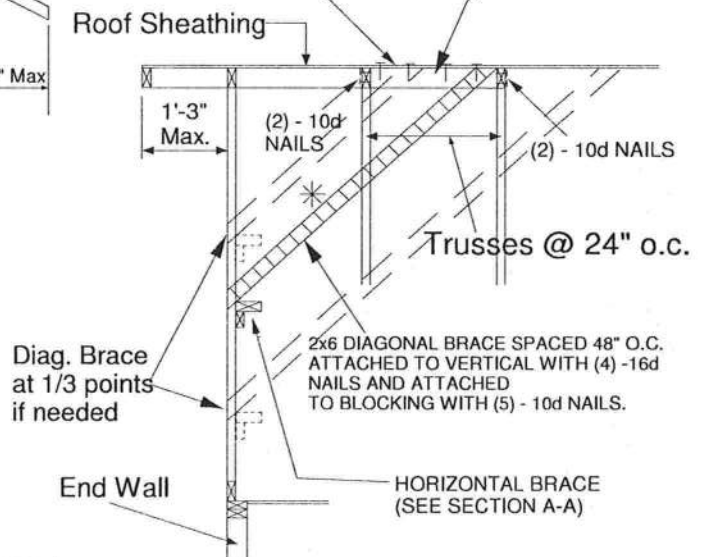 Roof Sheathing
" Max
1'-3"
Max.
(2) - 10d
NAILS
(2) - 10d NAILS
Trusses @ 24" o.c.
2x6 DIAGONAL BRACE SPACED 48" O.C.
ATTACHED TO VERTICAL WITH (4) -16d
NAILS AND ATTACHED
TO BLOCKING WITH (5) - 10d NAILS.
Diag. Brace
at 1/3 points
if needed
End Wall
HORIZONTAL BRACE
(SEE SECTION A-A)